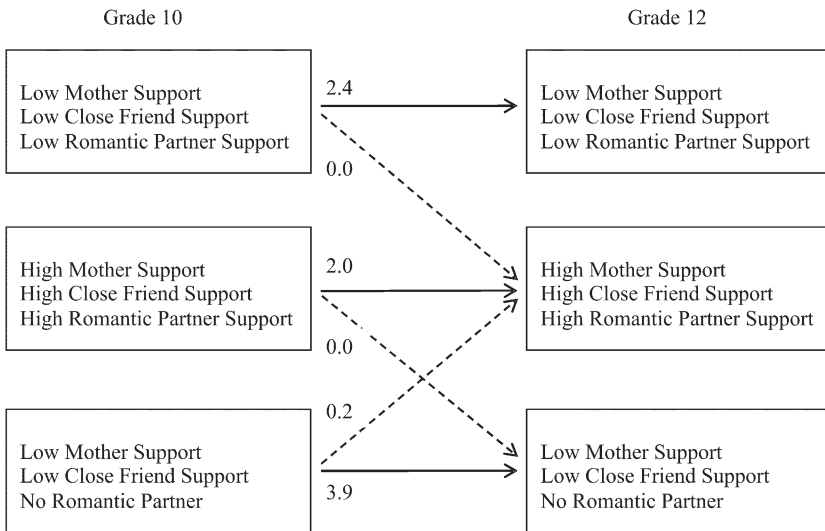 Grade 10
Grade 12
Low Mother Support
Low Close Friend Support
Low Romantic Partner Support
2.4
0.0
Low Mother Support
Low Close Friend Support
Low Romantic Partner Support
High Mother Support
High Close Friend Support
High Romantic Partner Support
2.0
0.0
High Mother Support
High Close Friend Support
High Romantic Partner Support
0.2
Low Mother Support
Low Close Friend Support
No Romantic Partner
3.9
Low Mother Support
Low Close Friend Support
No Romantic Partner